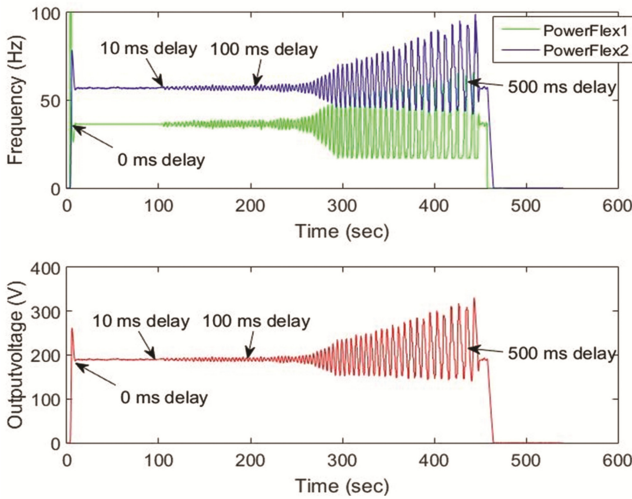 100
50
0
Frequency (Hz)
10 ms delay
100 ms delay
0 ms delay
500 ms delay
PowerFlex1
PowerFlex2
0 100 200 300 400 500 600
Time (sec)
400
300
200
100
0
Outputvoltage (V)
10 ms delay
100 ms delay
0 ms delay
500 ms delay
0 100 200 300 400 500 600
Time (sec)